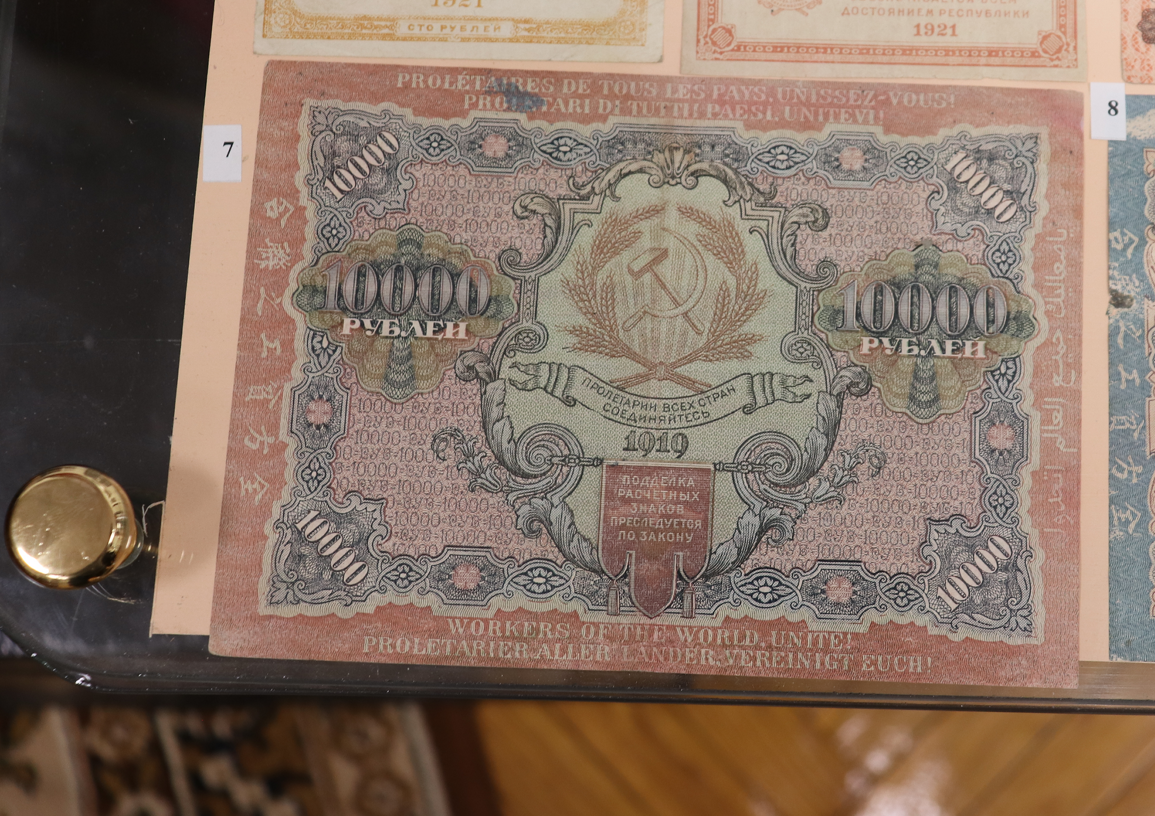 1921
СТО РУБЛЕЙ
ДОСТОЯНИЕМ РЕСПУБЛИКИ
1921
7
8
PROLÉTAIRES DE TOUS LES PAYS, UNISSEZ-VOUS!
PROLETARI DI TUTTI I PAESI, UNITEVI!
10000
10000
10000
РУБЛЕЙ
10000
РУБЛЕЙ
ПРОЛЕТАРИИ ВСЕХ СТРАН
СОЕДИНЯЙТЕСЬ
1919
ПОДДЕЛКА
РАСЧЕТНЫХ
ЗНАКОВ
ПРЕСЛЕДУЕТСЯ
ПО ЗАКОНУ
10000
10000
WORKERS OF THE WORLD, UNITE!
PROLETARIER ALLER LÄNDER, VEREINIGT EUCH!